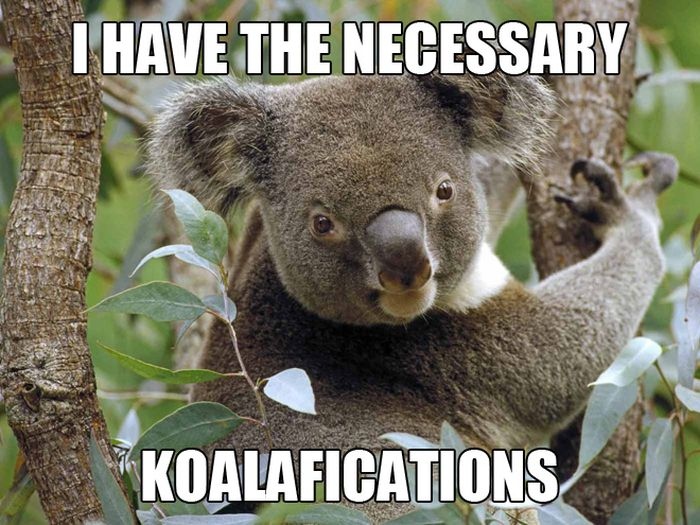 I HAVE THE NECESSARY
KOALAFICATIONS